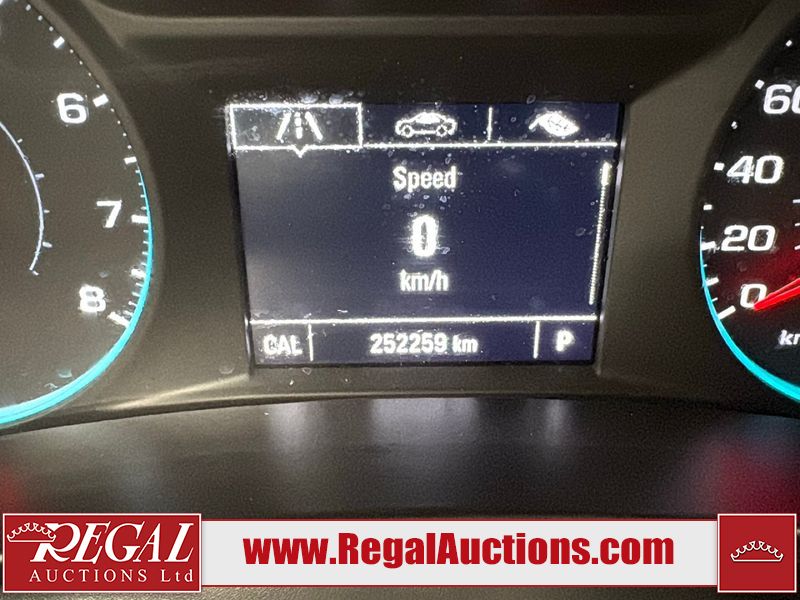 6
7
8
Speed
0
km/h
CAL 252259 km P
60
40
20
0
REGAL
AUCTIONS Ltd
www.RegalAuctions.com